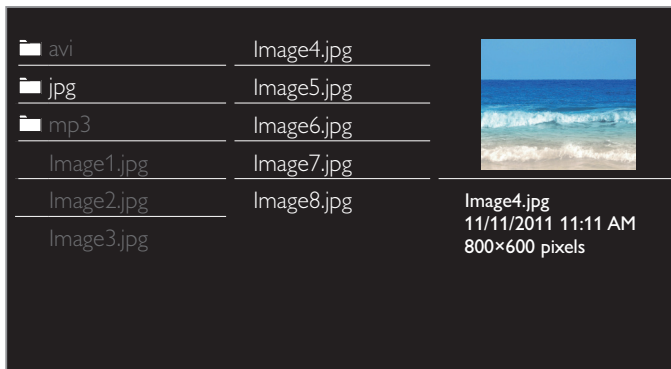 avi
jpg
mp3
Image1.jpg
Image2.jpg
Image3.jpg
Image4.jpg
Image5.jpg
Image6.jpg
Image7.jpg
Image8.jpg
Image4.jpg
11/11/2011 11:11 AM
800×600 pixels